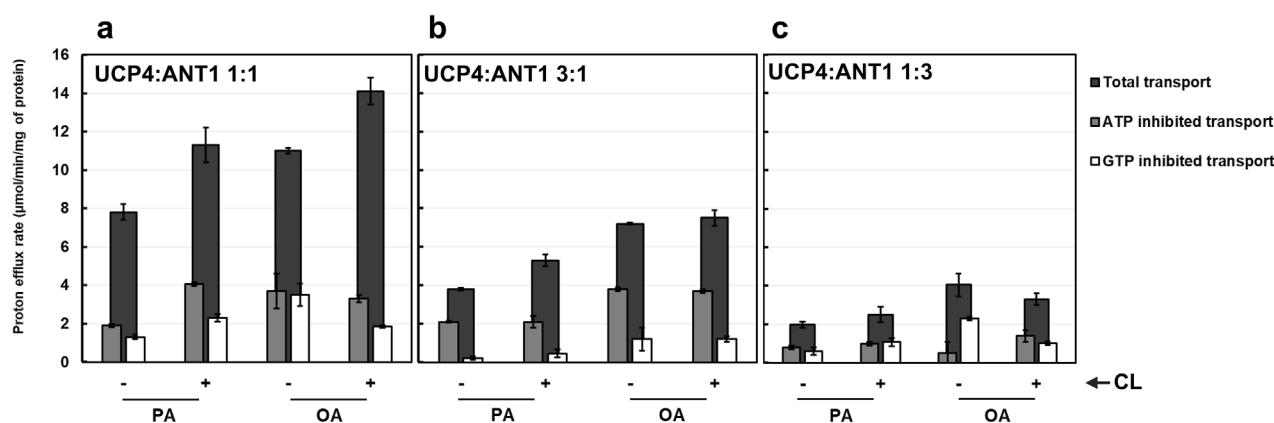 a
b
c
UCP4:ANT1 1:1
UCP4:ANT1 3:1
UCP4:ANT1 1:3
Proton efflux rate (µmol/min/mg of protein)
16
14
12
10
8
6
4
2
0
Total transport
ATP inhibited transport
GTP inhibited transport
- + - + - + - + - + - + ←CL
PA OA PA OA PA OA